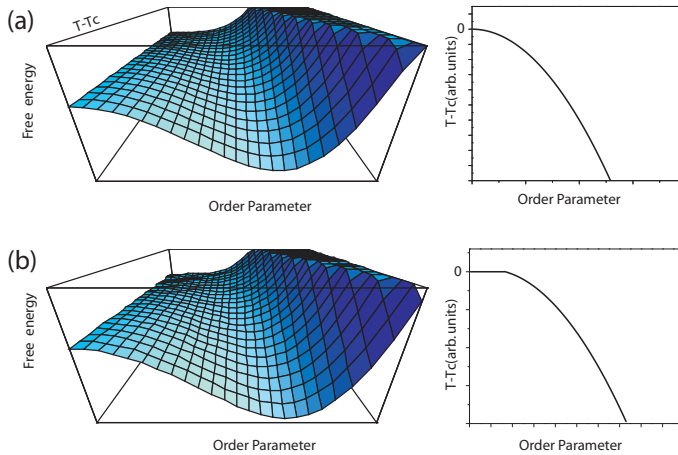 (a)
T-Tc
Free energy
Order Parameter
0
T-Tc(arb.units)
Order Parameter
(b)
Free energy
Order Parameter
0
T-Tc(arb.units)
Order Parameter